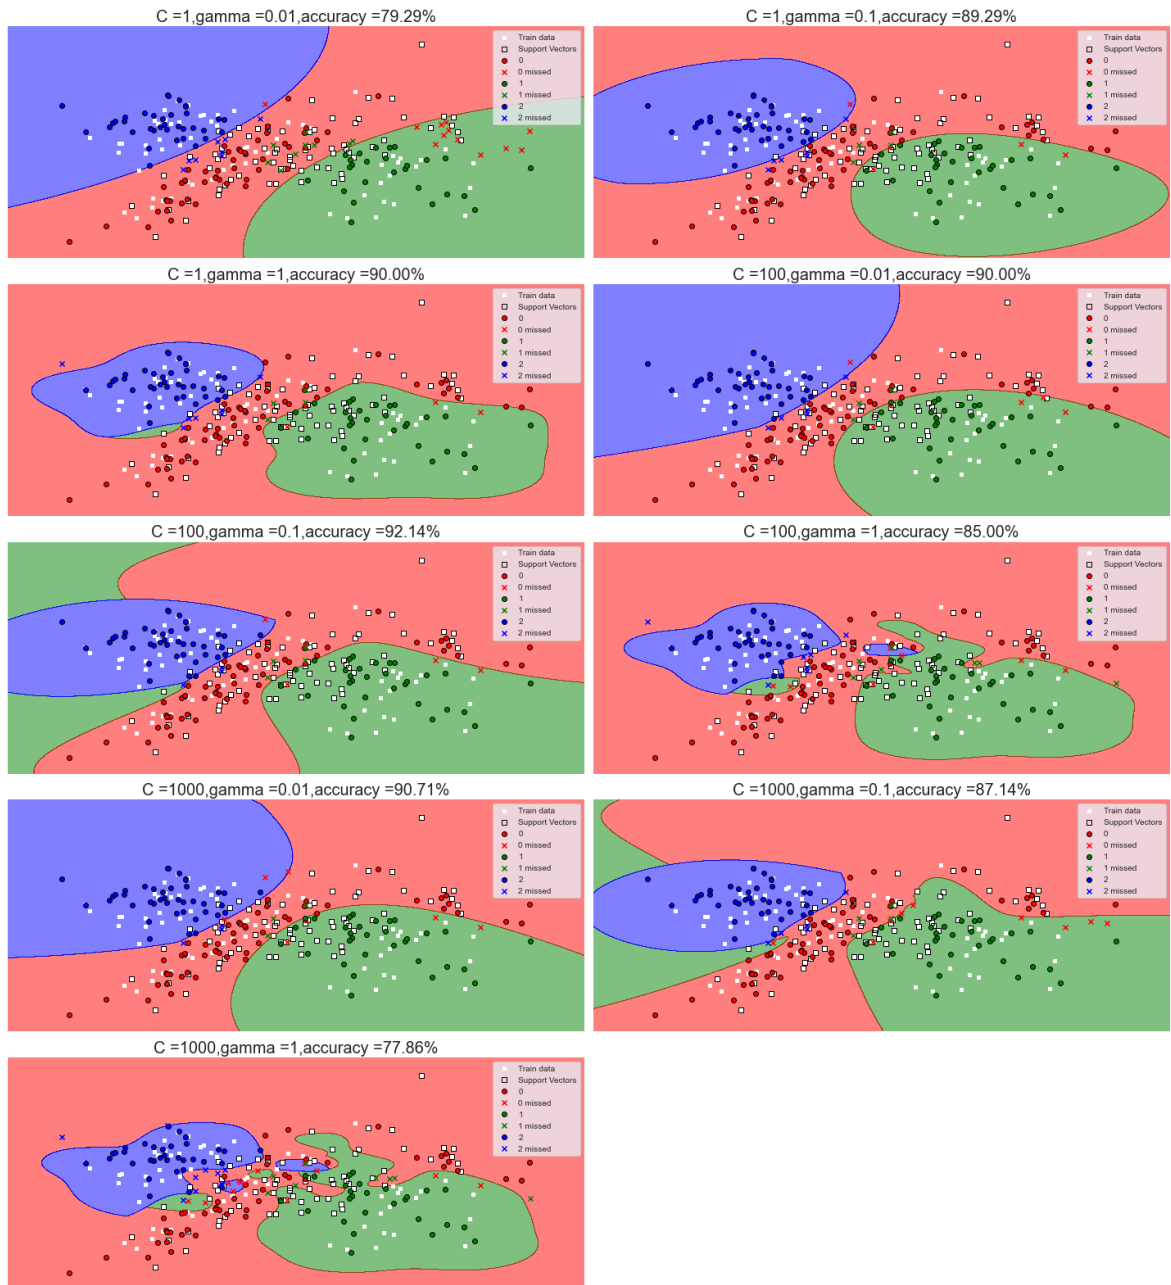 C =1,gamma =0.01,accuracy =79.29%
Train data
Support Vectors
0
0 missed
1
1 missed
2
2 missed
C =1,gamma =0.1,accuracy =89.29%
Train data
Support Vectors
0
0 missed
1
1 missed
2
2 missed
C =1,gamma =1,accuracy =90.00%
Train data
Support Vectors
0
0 missed
1
1 missed
2
2 missed
C =100,gamma =0.01,accuracy =90.00%
Train data
Support Vectors
0
0 missed
1
1 missed
2
2 missed
C =100,gamma =0.1,accuracy =92.14%
Train data
Support Vectors
0
0 missed
1
1 missed
2
2 missed
C =100,gamma =1,accuracy =85.00%
Train data
Support Vectors
0
0 missed
1
1 missed
2
2 missed
C =1000,gamma =0.01,accuracy =90.71%
Train data
Support Vectors
0
0 missed
1
1 missed
2
2 missed
C =1000,gamma =0.1,accuracy =87.14%
Train data
Support Vectors
0
0 missed
1
1 missed
2
2 missed
C =1000,gamma =1,accuracy =77.86%
Train data
Support Vectors
0
0 missed
1
1 missed
2
2 missed